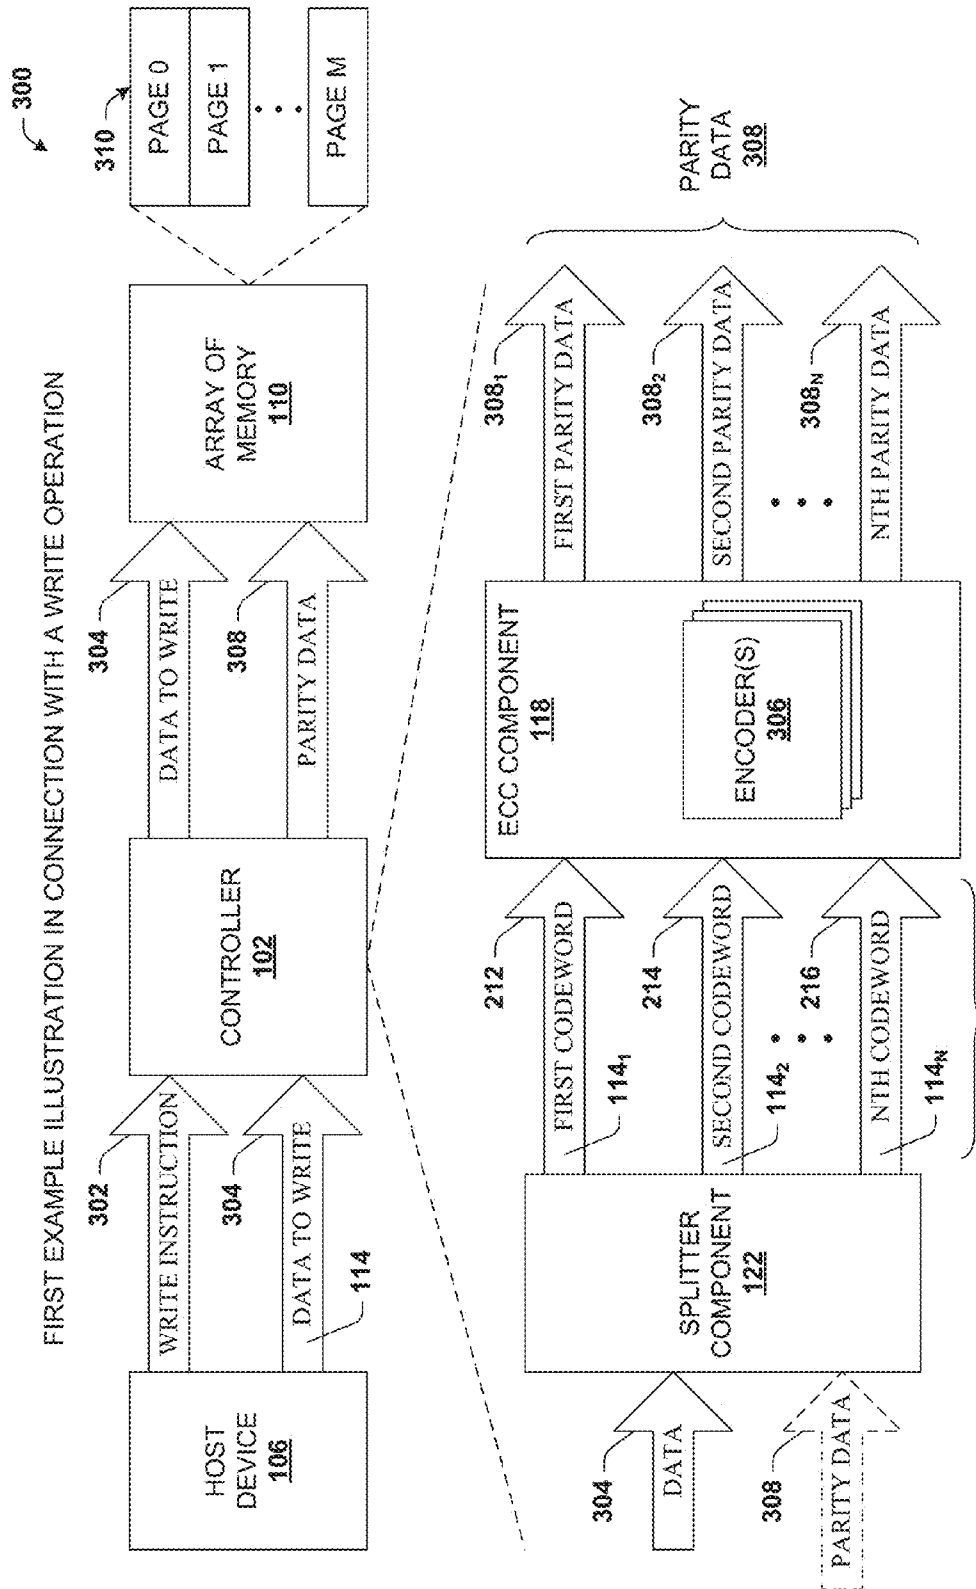 FIRST EXAMPLE ILLUSTRATION IN CONNECTION WITH A WRITE OPERATION
300
HOST
DEVICE
106
302
WRITE INSTRUCTION
304
DATA TO WRITE
114
CONTROLLER
102
304
DATA TO WRITE
308
PARITY DATA
ARRAY OF
MEMORY
110
310
PAGE 0
PAGE 1
PAGE M
304
DATA
308
PARITY DATA
SPLITTER
COMPONENT
122
212
FIRST CODEWORD
114₁
214
SECOND CODEWORD
114₂
216
NTH CODEWORD
114N
ECC COMPONENT
118
ENCODER(S)
306
308₁
FIRST PARITY DATA
308₂
SECOND PARITY DATA
308N
NTH PARITY DATA
PARITY
DATA
308